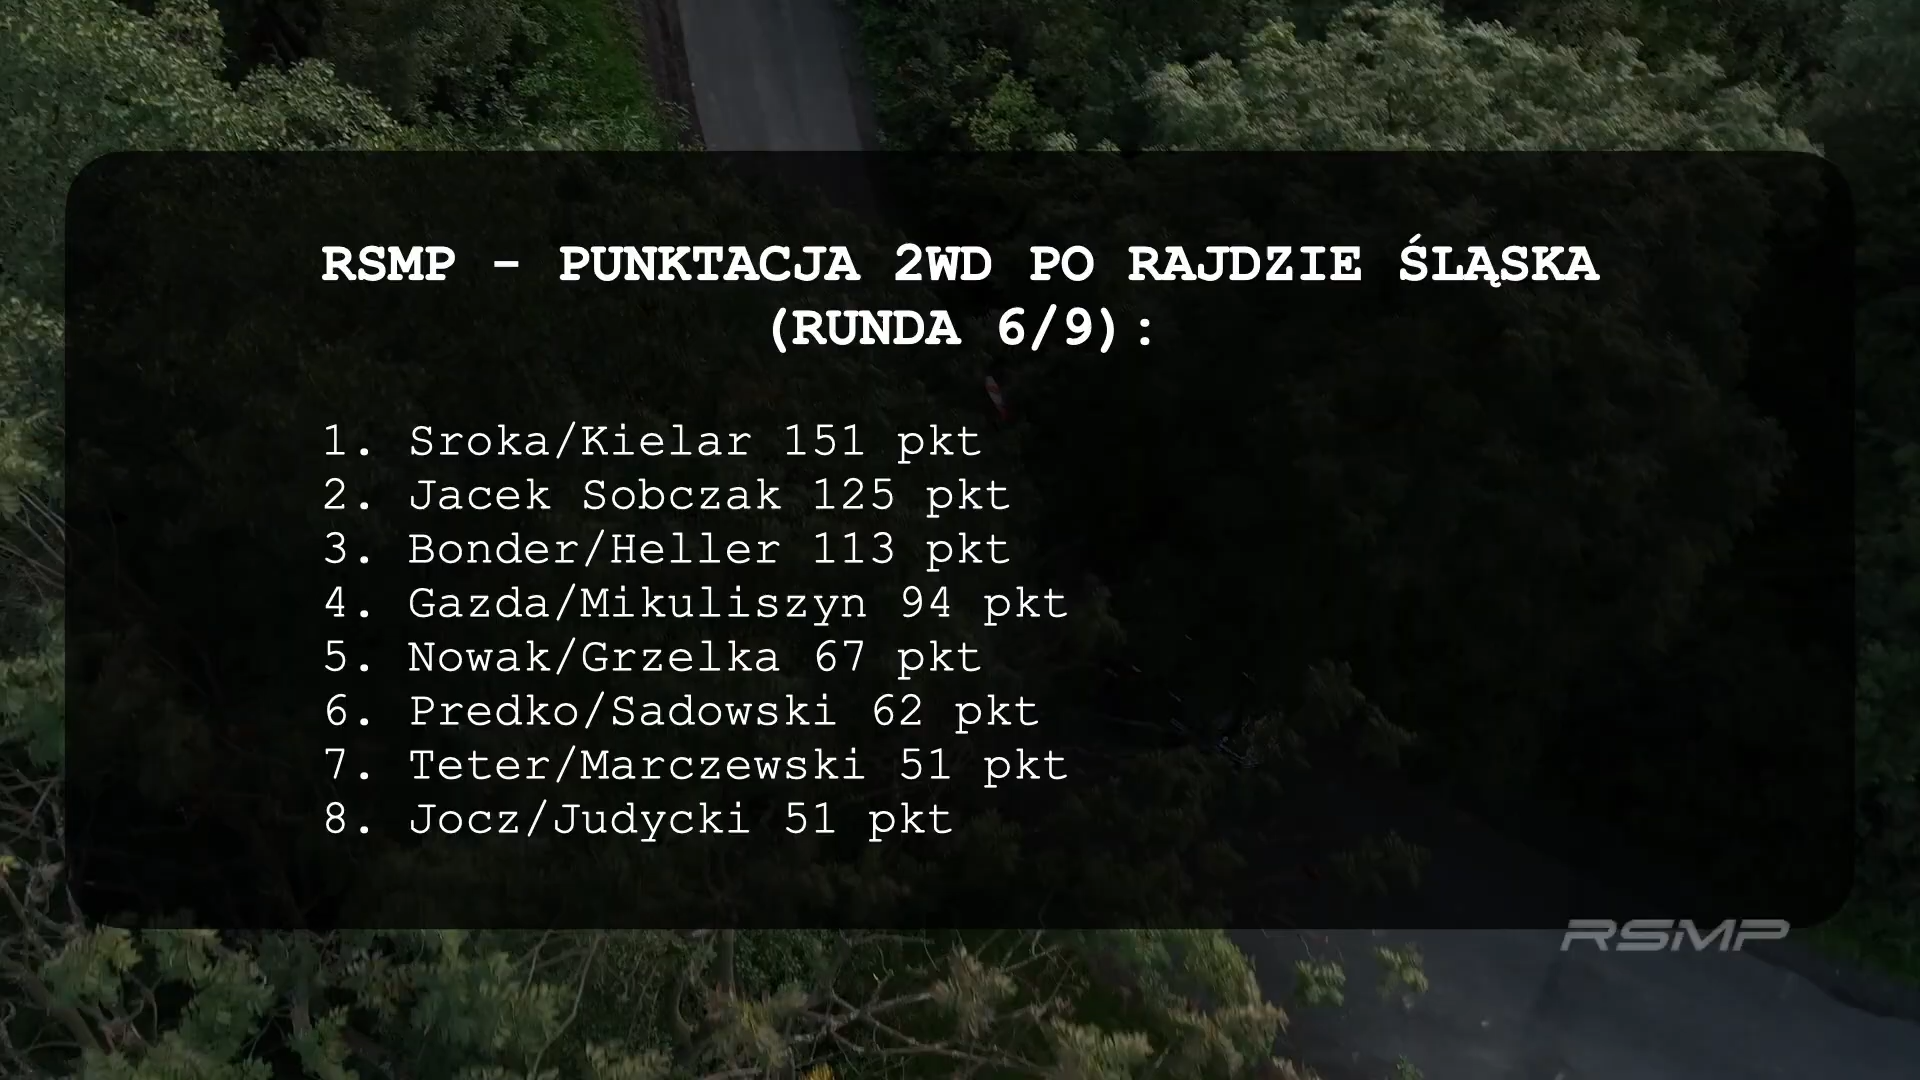 RSMP - PUNKTACJA 2WD PO RAJDZIE ŚLĄSKA
(RUNDA 6/9):
1. Sroka/Kielar 151 pkt
2. Jacek Sobczak 125 pkt
3. Bonder/Heller 113 pkt
4. Gazda/Mikuliszyn 94 pkt
5. Nowak/Grzelka 67 pkt
6. Predko/Sadowski 62 pkt
7. Teter/Marczewski 51 pkt
8. Jocz/Judycki 51 pkt
RSMP